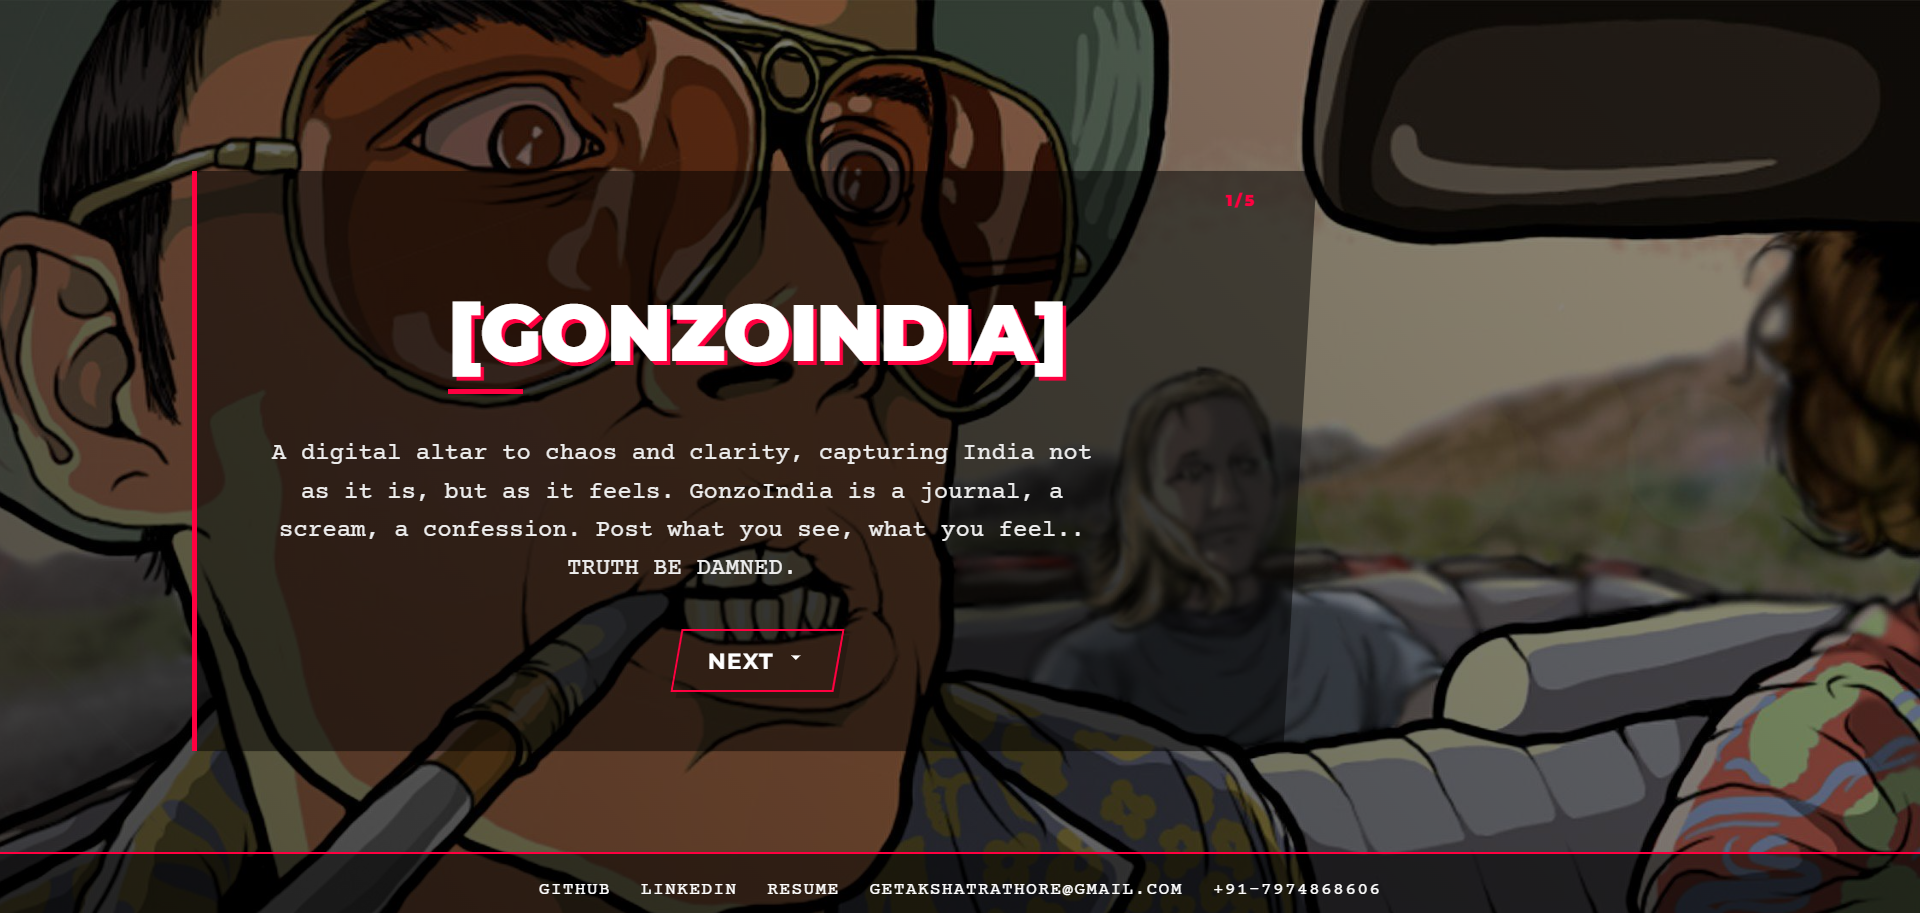 1/5
[GONZOINDIA]
A digital altar to chaos and clarity, capturing India not
as it is, but as it feels. GonzoIndia is a journal, a
scream, a confession. Post what you see, what you feel..
TRUTH BE DAMNED.
NEXT
GITHUB LINKEDIN RESUME GETAKSHATRATHORE@GMAIL.COM +91-7974868606